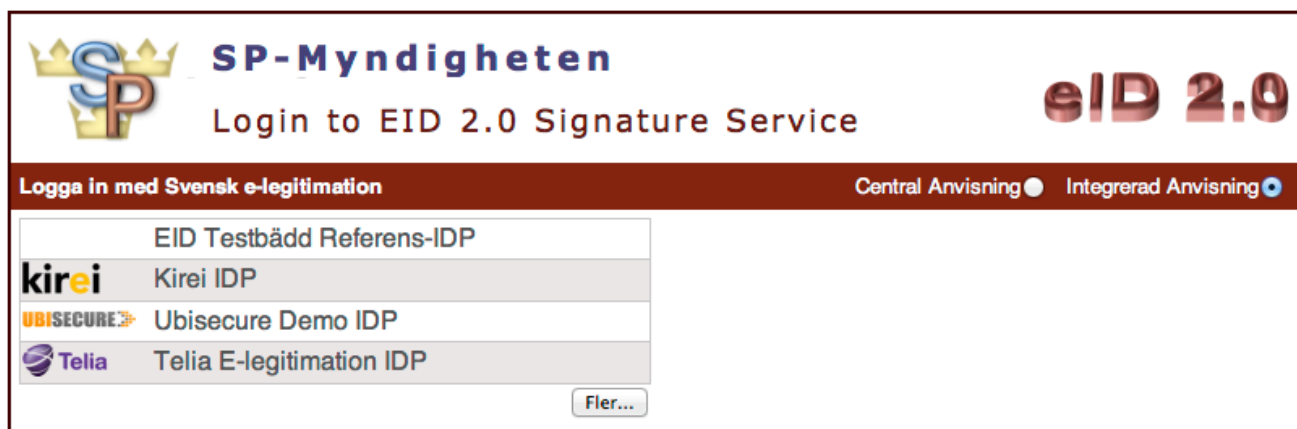 SP
SP-Myndigheten
Login to EID 2.0 Signature Service
eID 2.0
Logga in med Svensk e-legitimation
Central Anvisning
Integrerad Anvisning
EID Testbädd Referens-IDP
kirei Kirei IDP
UBISECURE Ubisecure Demo IDP
Telia Telia E-legitimation IDP
Fler...